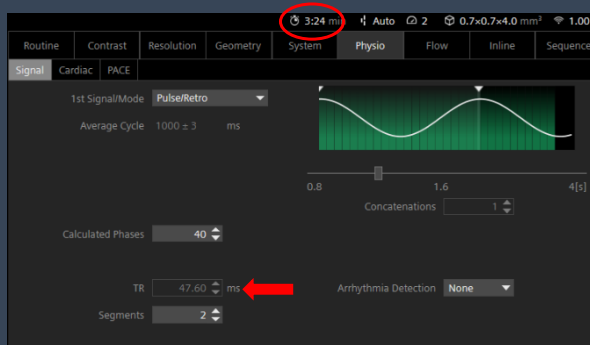 3:24 min Auto 2 0.7×0.7×4.0 mm³ 1.00
Routine Contrast Resolution Geometry System Physio Flow Inline Sequence
Signal Cardiac PACE
1st Signal/Mode Pulse/Retro
Average Cycle 1000 ± 3 ms
0.8 1.6 4[s]
Concatenations 1
Calculated Phases 40
TR 47.60 ms Arrhythmia Detection None
Segments 2